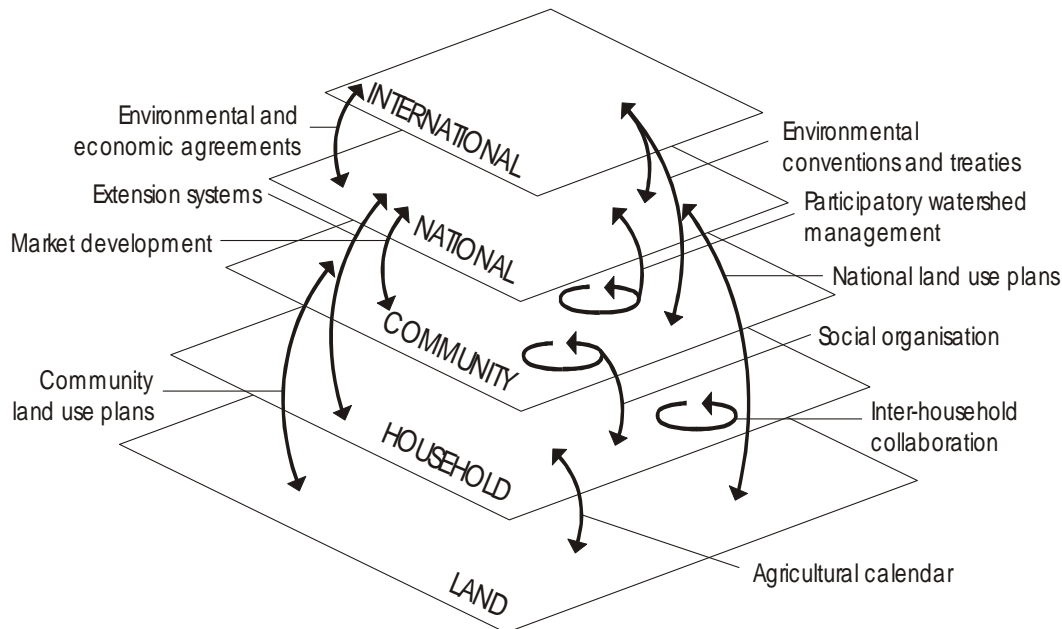 INTERNATIONAL
Environmental and
economic agreements
Environmental
conventions and treaties
Extension systems
Participatory watershed
management
NATIONAL
Market development
National land use plans
COMMUNITY
Social organisation
Community
land use plans
Inter-household
collaboration
HOUSEHOLD
Agricultural calendar
LAND